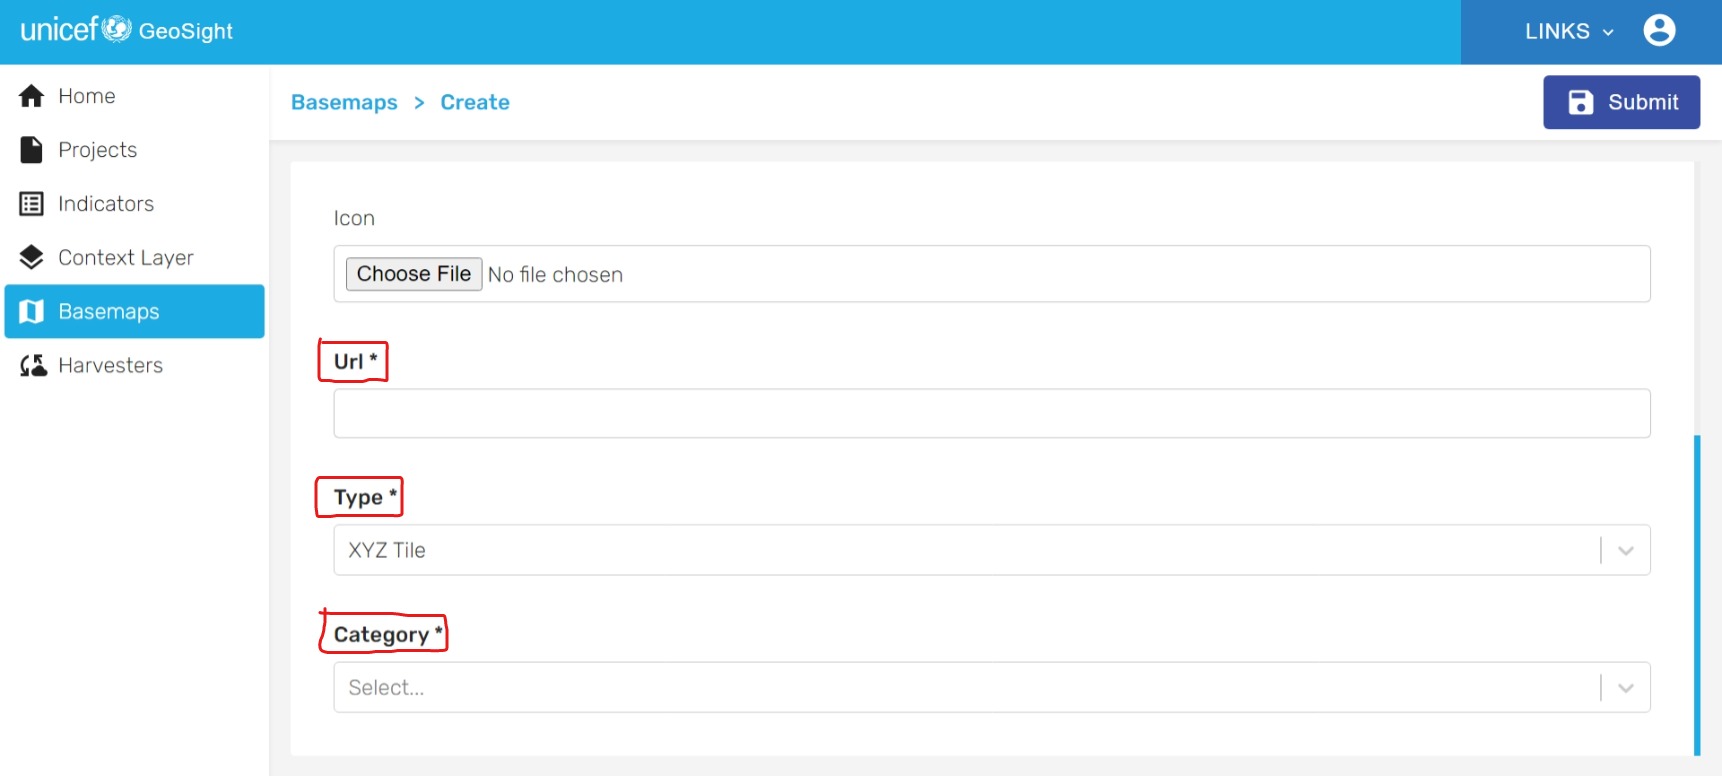 unicef GeoSight
LINKS
Home
Projects
Indicators
Context Layer
Basemaps
Harvesters
Basemaps > Create
Submit
Icon
Choose File No file chosen
Url *
Type *
XYZ Tile
Category *
Select...